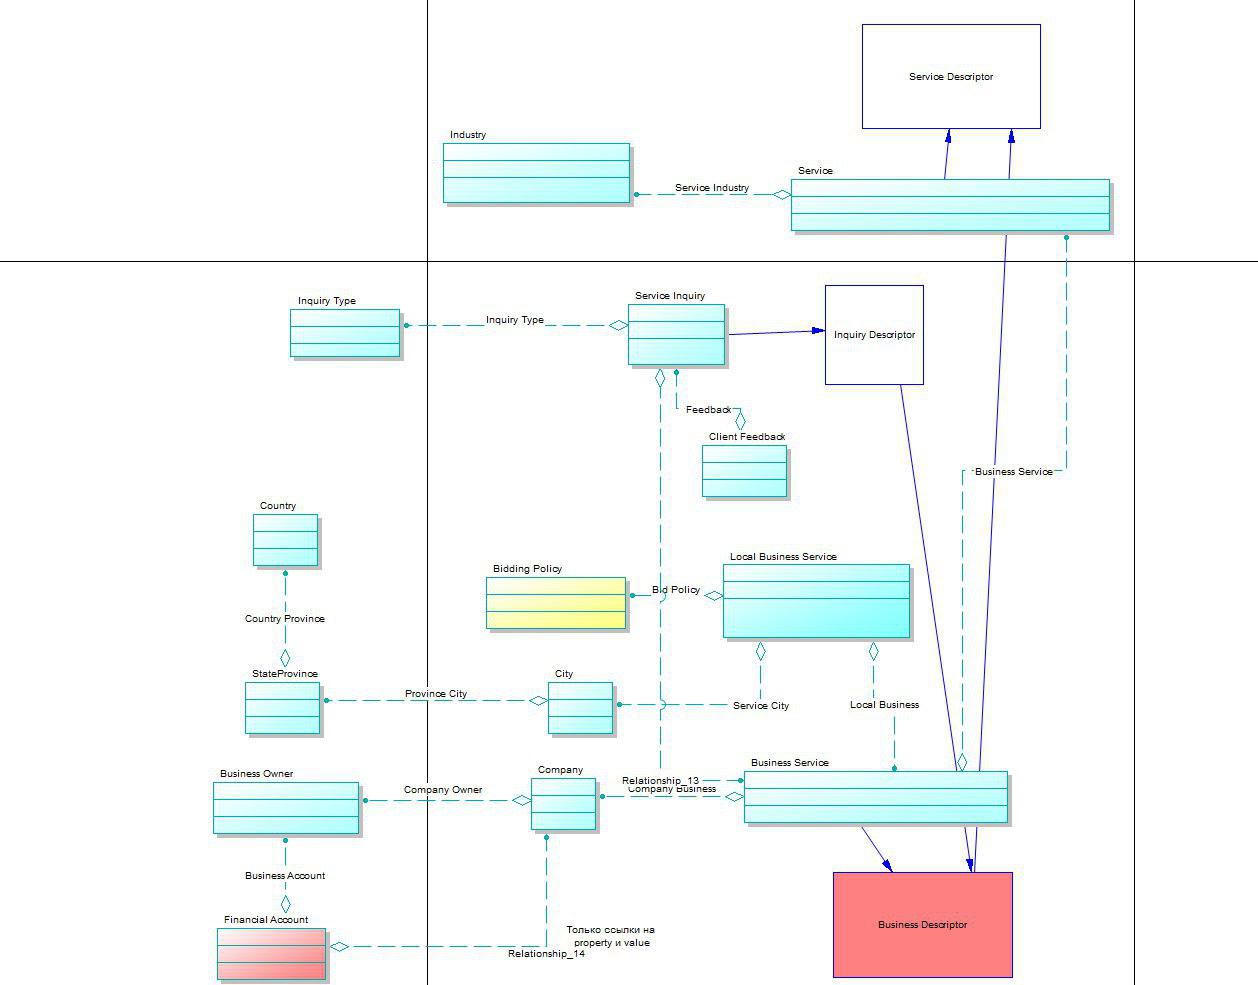 Service Descriptor
Industry
Service
Service Industry
Inquiry Type
Service Inquiry
Inquiry Type
Inquiry Descriptor
Feedback
Client Feedback
Business Service
Country
Local Business Service
Bidding Policy
Bid Policy
Country Province
StateProvince
City
Province City
Service City
Local Business
Business Service
Company
Business Owner
Relationship_13
Company Owner
Company Business
Business Account
Financial Account
Business Descriptor
Только ссылки на
property и value
Relationship_14